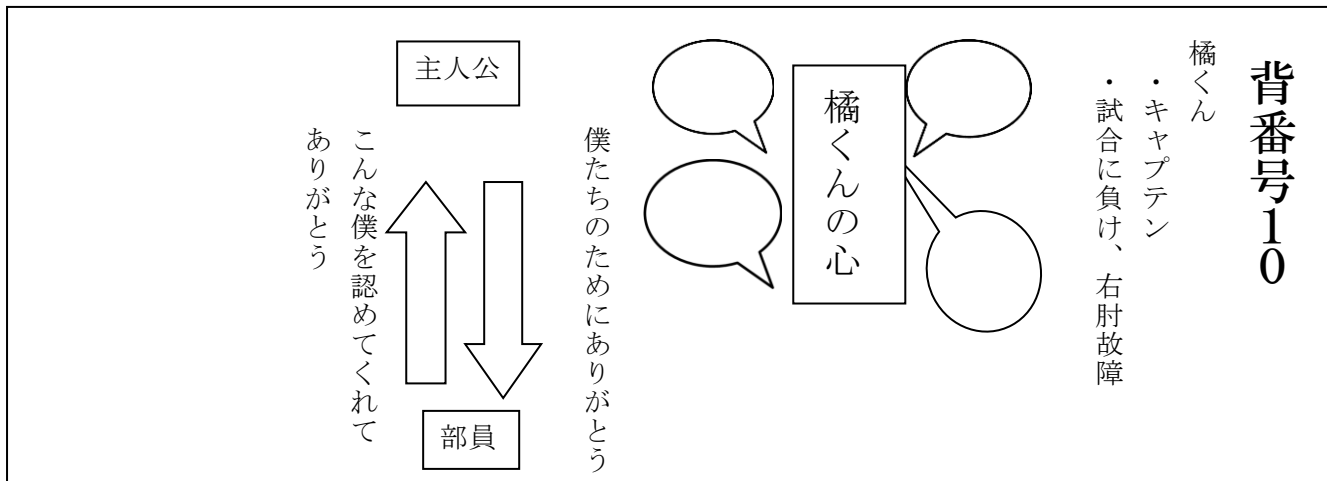 背番号10
橘くん
・キャプテン
・試合に負け、右肘故障
橘くんの心
僕たちのためにありがとう
主人公
部員
こんな僕を認めてくれて
ありがとう